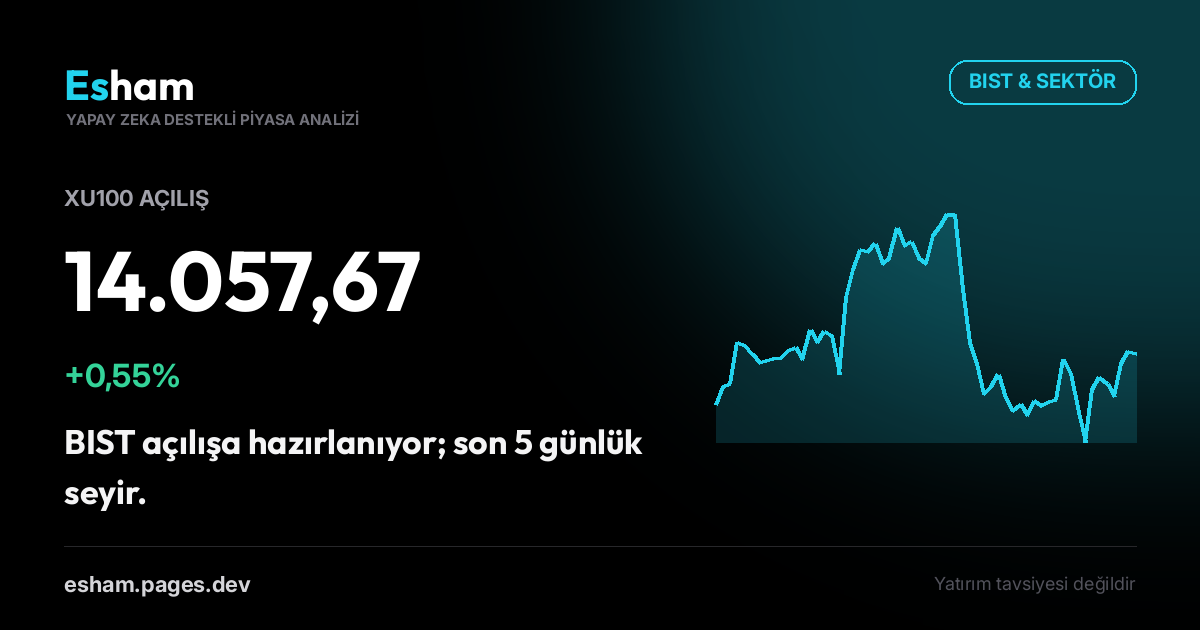 Esham
BIST & SEKTÖR
YAPAY ZEKA DESTEKLİ PİYASA ANALİZİ
XU100 AÇILIŞ
14.057,67
+0,55%
BIST açılışa hazırlanıyor; son 5 günlük
seyir.
esham.pages.dev
Yatırım tavsiyesi değildir